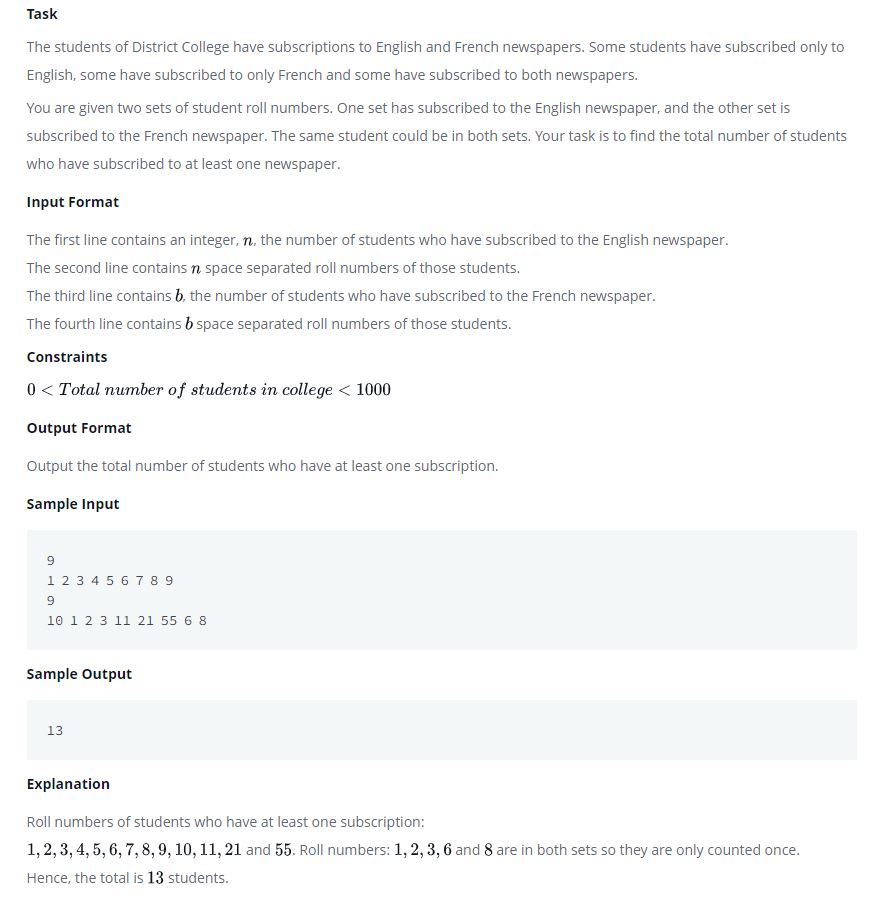 Task
The students of District College have subscriptions to English and French newspapers. Some students have subscribed only to
English, some have subscribed to only French and some have subscribed to both newspapers.
You are given two sets of student roll numbers. One set has subscribed to the English newspaper, and the other set is
subscribed to the French newspaper. The same student could be in both sets. Your task is to find the total number of students
who have subscribed to at least one newspaper.
Input Format
The first line contains an integer, n, the number of students who have subscribed to the English newspaper.
The second line contains n space separated roll numbers of those students.
The third line contains b, the number of students who have subscribed to the French newspaper.
The fourth line contains b space separated roll numbers of those students.
Constraints
0 < Total number of students in college < 1000
Output Format
Output the total number of students who have at least one subscription.
Sample Input
9
1 2 3 4 5 6 7 8 9
9
10 1 2 3 11 21 55 6 8
Sample Output
13
Explanation
Roll numbers of students who have at least one subscription:
1, 2, 3, 4, 5, 6, 7, 8, 9, 10, 11, 21 and 55. Roll numbers: 1, 2, 3, 6 and 8 are in both sets so they are only counted once.
Hence, the total is 13 students.